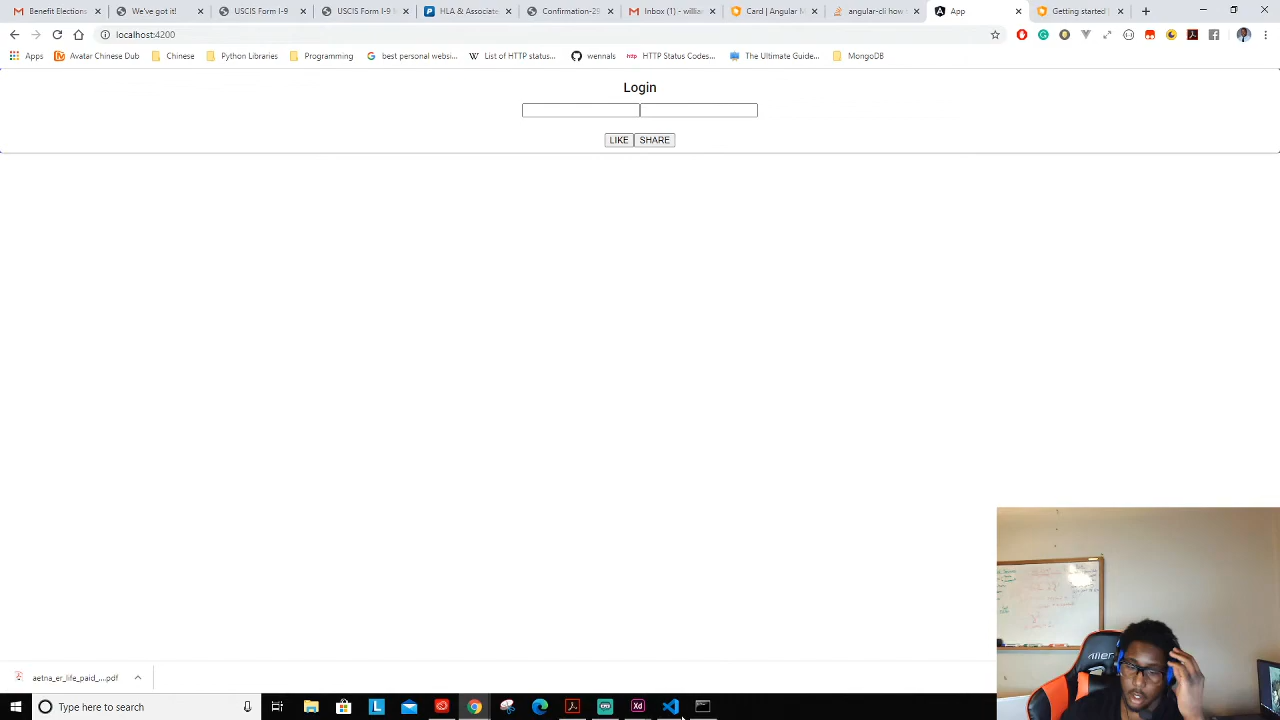 Benefit Elections
We've got it!
USCIS Form I-9
USCIS Form I-9
HLA & Associate
Confirmation-29
Inbox (1) - willia
Card | Angular M
angular-cli how
App
Getting started
localhost:4200
Apps
Avatar Chinese Dub
Chinese
Python Libraries
Programming
best personal websi...
List of HTTP status...
wennals
HTTP Status Codes...
The Ultimate Guide...
MongoDB
Login
LIKE SHARE
aetna_er_life_paid_....pdf
Type here to search